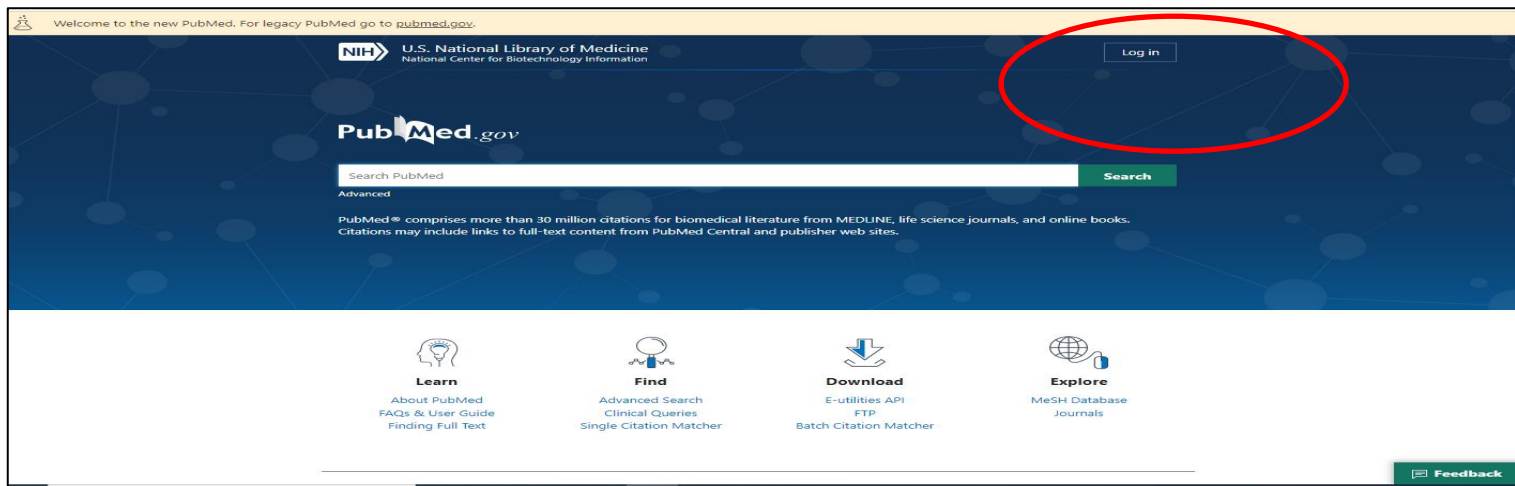 Welcome to the new PubMed. For legacy PubMed go to pubmed.gov.
NIH U.S. National Library of Medicine
National Center for Biotechnology Information
Log in
PubMed.gov
Search PubMed
Search
Advanced
PubMed® comprises more than 30 million citations for biomedical literature from MEDLINE, life science journals, and online books.
Citations may include links to full-text content from PubMed Central and publisher web sites.
Learn
About PubMed
FAQs & User Guide
Finding Full Text
Find
Advanced Search
Clinical Queries
Single Citation Matcher
Download
E-utilities API
FTP
Batch Citation Matcher
Explore
MeSH Database
Journals
Feedback